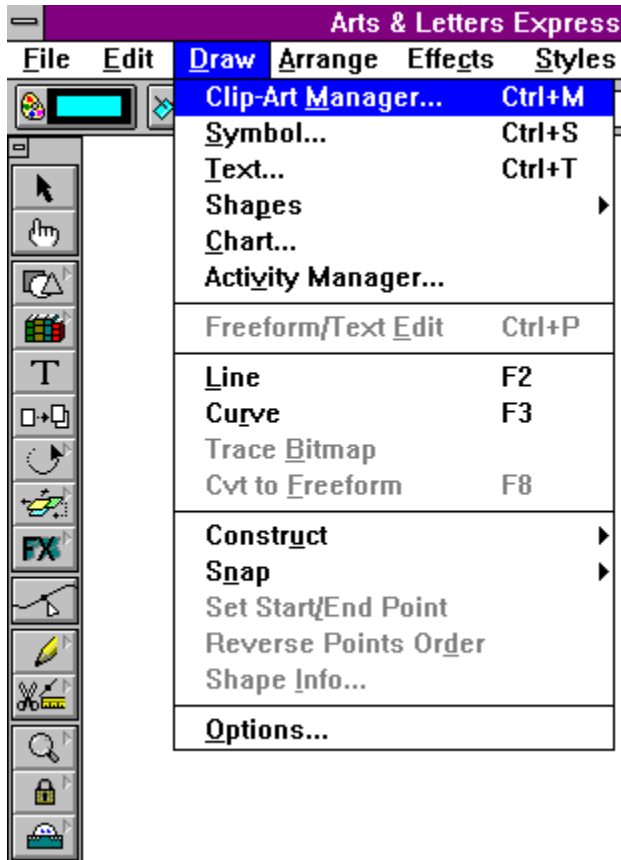 Arts & Letters Express
File Edit Draw Arrange Effects Styles
Clip-Art Manager... Ctrl+M
Symbol... Ctrl+S
Text... Ctrl+T
Shapes
Chart...
Activity Manager...
Freeform/Text Edit Ctrl+P
Line F2
Curve F3
Trace Bitmap
Cvt to Freeform F8
Construct
Snap
Set Start/End Point
Reverse Points Order
Shape Info...
Options...
T
FX